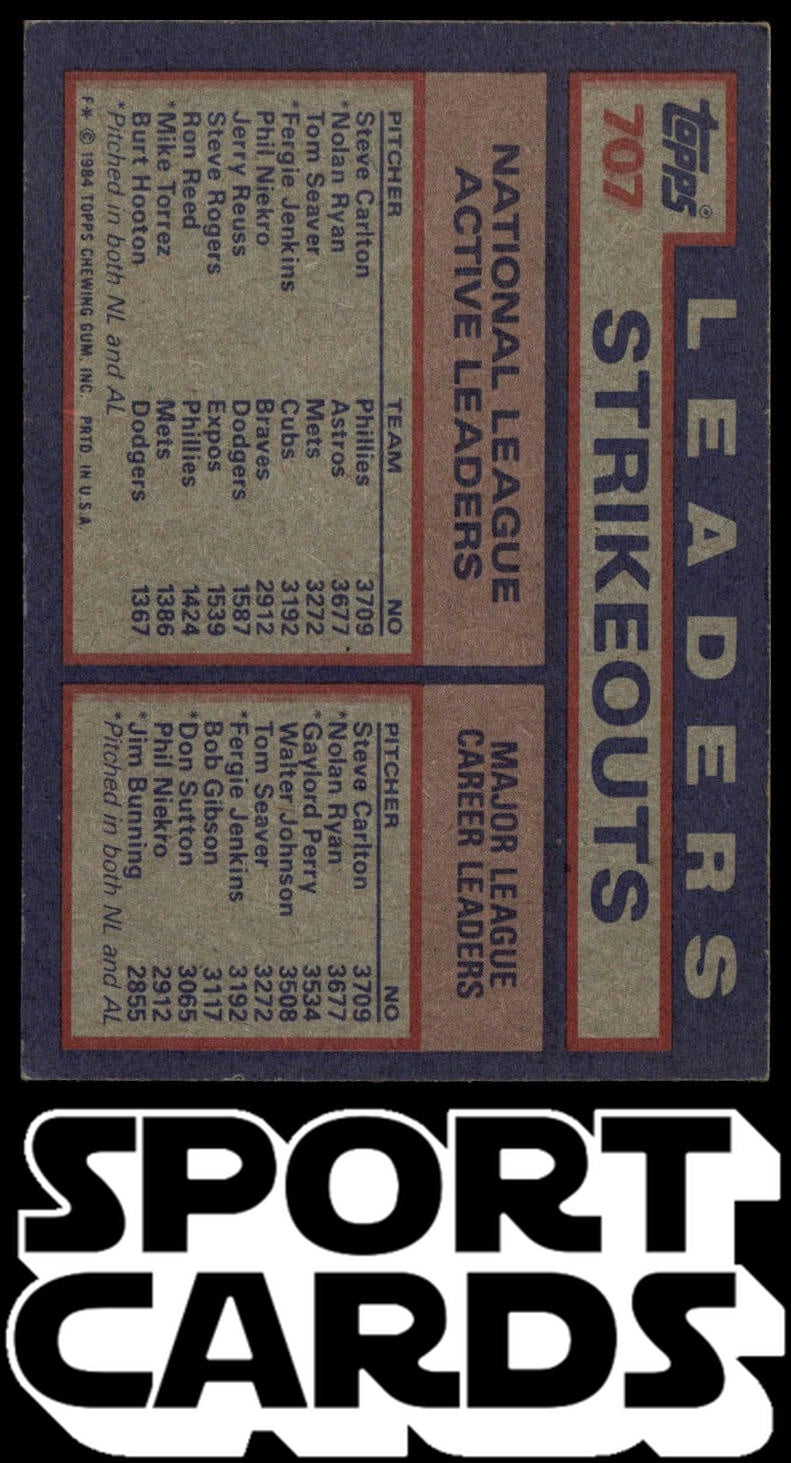 topps®
707
LEADERS
STRIKEOUTS
NATIONAL LEAGUE
ACTIVE LEADERS
PITCHER TEAM NO
Steve Carlton Phillies 3709
*Nolan Ryan Astros 3677
Tom Seaver Mets 3272
*Fergie Jenkins Cubs 3192
Phil Niekro Braves 2912
Jerry Reuss Dodgers 1587
Steve Rogers Expos 1539
Ron Reed Phillies 1424
*Mike Torrez Mets 1386
Burt Hooton Dodgers 1367
*Pitched in both NL and AL
F* © 1984 TOPPS CHEWING GUM, INC. PRTD. IN U.S.A.
MAJOR LEAGUE
CAREER LEADERS
PITCHER NO
Steve Carlton 3709
*Nolan Ryan 3677
*Gaylord Perry 3534
Walter Johnson 3508
Tom Seaver 3272
*Fergie Jenkins 3192
Bob Gibson 3117
*Don Sutton 3065
Phil Niekro 2912
*Jim Bunning 2855
*Pitched in both NL and AL
SPORT
CARDS